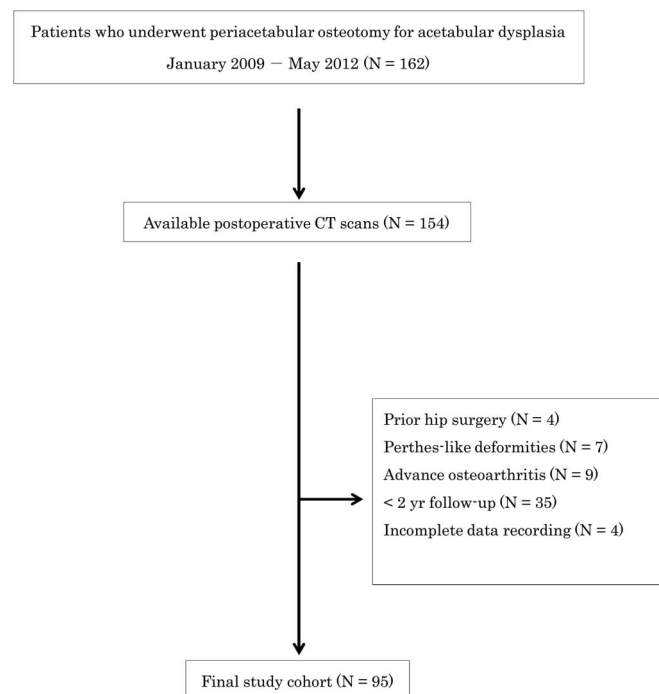 Patients who underwent periacetabular osteotomy for acetabular dysplasia
January 2009 － May 2012 (N = 162)
Available postoperative CT scans (N = 154)
Prior hip surgery (N = 4)
Perthes-like deformities (N = 7)
Advance osteoarthritis (N = 9)
< 2 yr follow-up (N = 35)
Incomplete data recording (N = 4)
Final study cohort (N = 95)